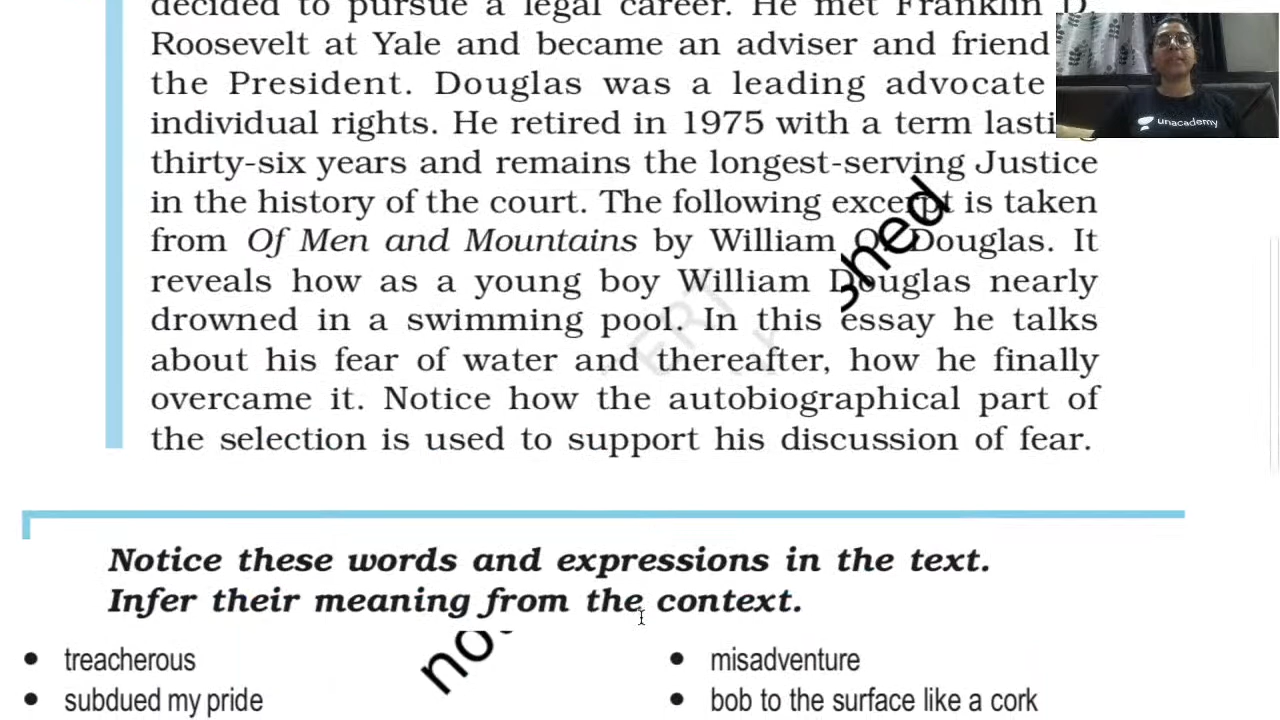 decided to pursue a legal career. He met Franklin D.
Roosevelt at Yale and became an adviser and friend
the President. Douglas was a leading advocate
individual rights. He retired in 1975 with a term lasting
thirty-six years and remains the longest-serving Justice
in the history of the court. The following excerpt is taken
from Of Men and Mountains by William O. Douglas. It
reveals how as a young boy William Douglas nearly
drowned in a swimming pool. In this essay he talks
about his fear of water and thereafter, how he finally
overcame it. Notice how the autobiographical part of
the selection is used to support his discussion of fear.
Notice these words and expressions in the text.
Infer their meaning from the context.
• treacherous
• subdued my pride
• misadventure
• bob to the surface like a cork
unacademy